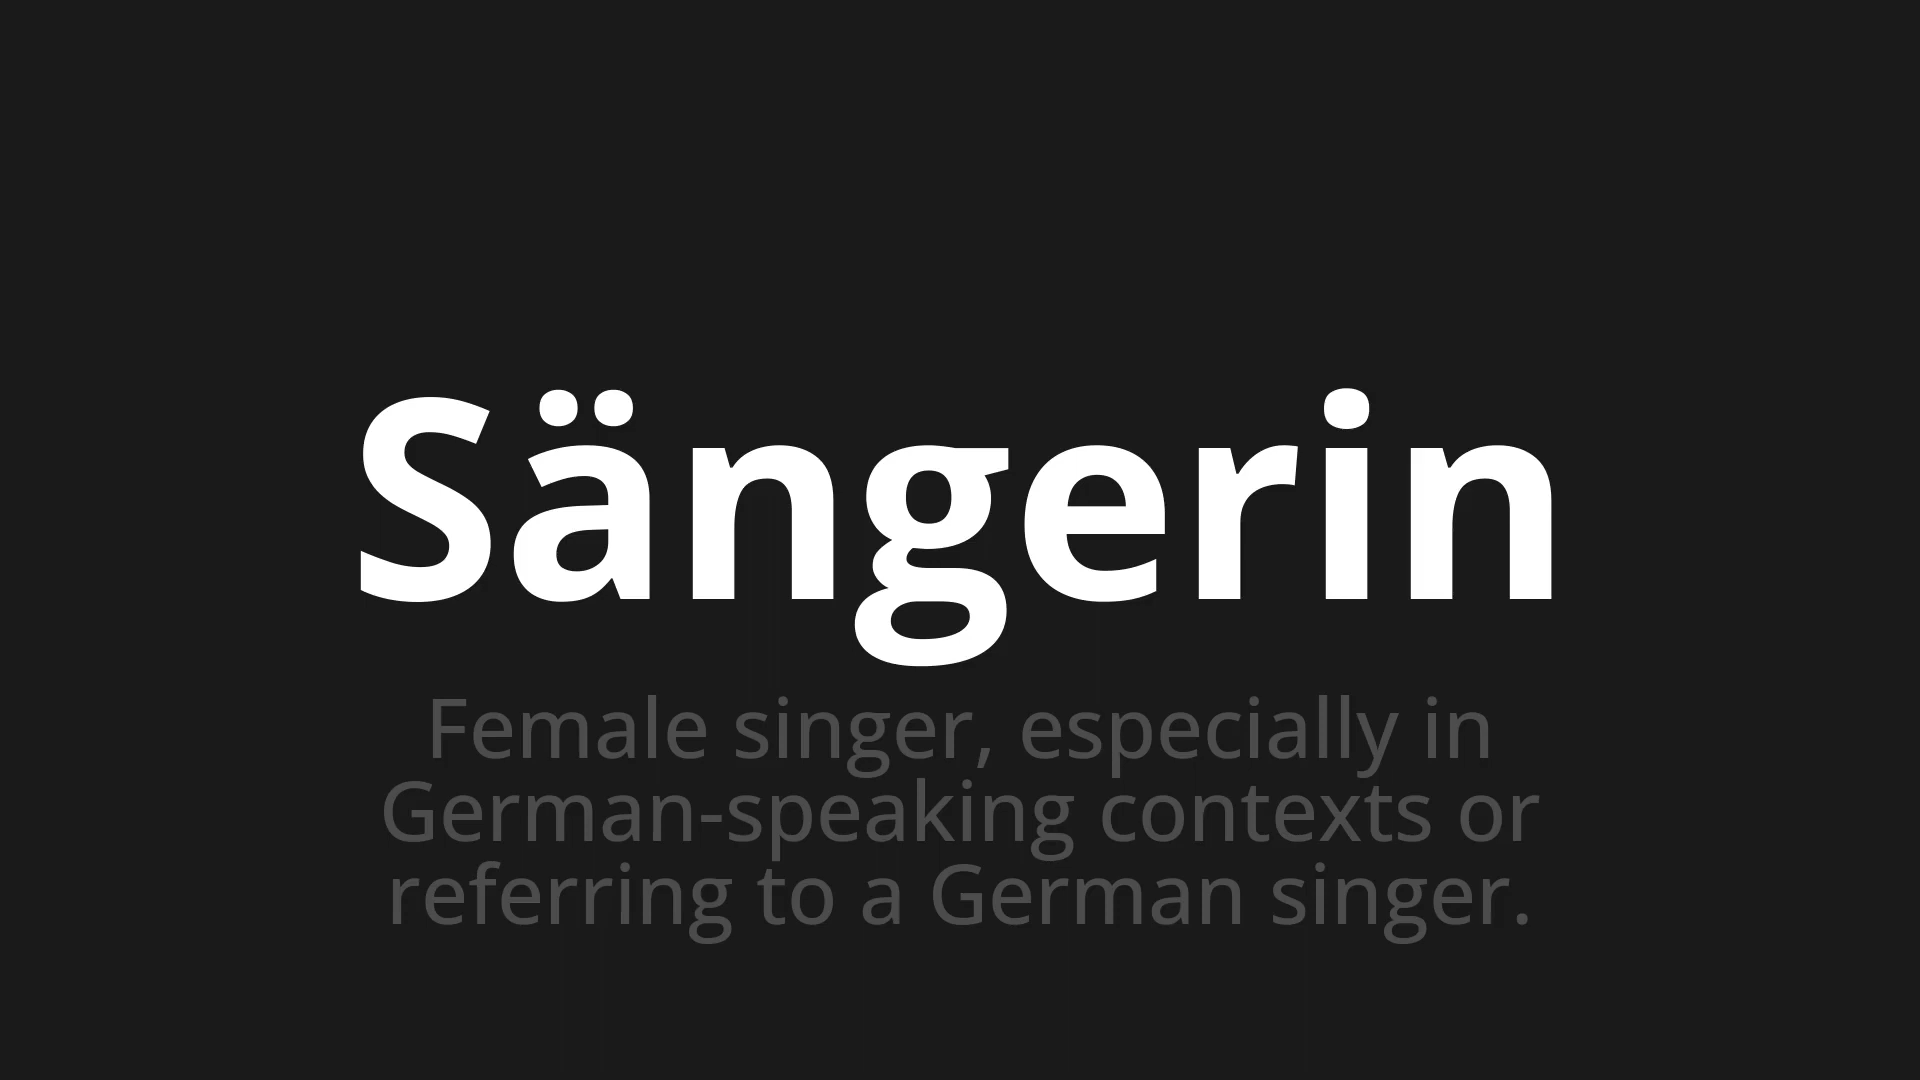 Sängerin
Female singer, especially in
German-speaking contexts or
referring to a German singer.